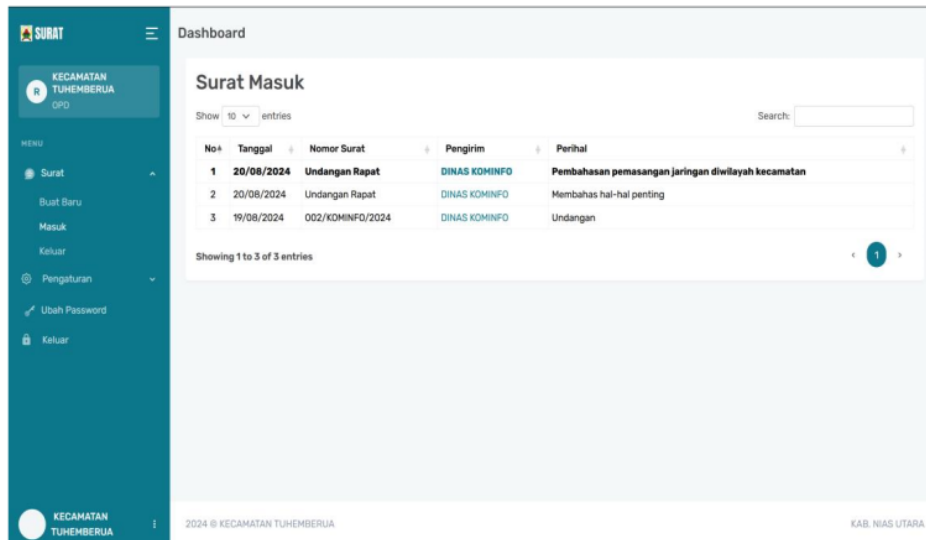 SURAT
Dashboard
R
KECAMATAN
TUHEMBERUA
OPD
MENU
Surat
Buat Baru
Masuk
Keluar
Pengaturan
Ubah Password
Keluar
Surat Masuk
Show 10 entries
Search:
No Tanggal Nomor Surat Pengirim Perihal
1 20/08/2024 Undangan Rapat DINAS KOMINFO Pembahasan pemasangan jaringan diwilayah kecamatan
2 20/08/2024 Undangan Rapat DINAS KOMINFO Membahas hal-hal penting
3 19/08/2024 002/KOMINFO/2024 DINAS KOMINFO Undangan
Showing 1 to 3 of 3 entries
‹ 1 ›
KECAMATAN
TUHEMBERUA
2024 © KECAMATAN TUHEMBERUA
KAB. NIAS UTARA